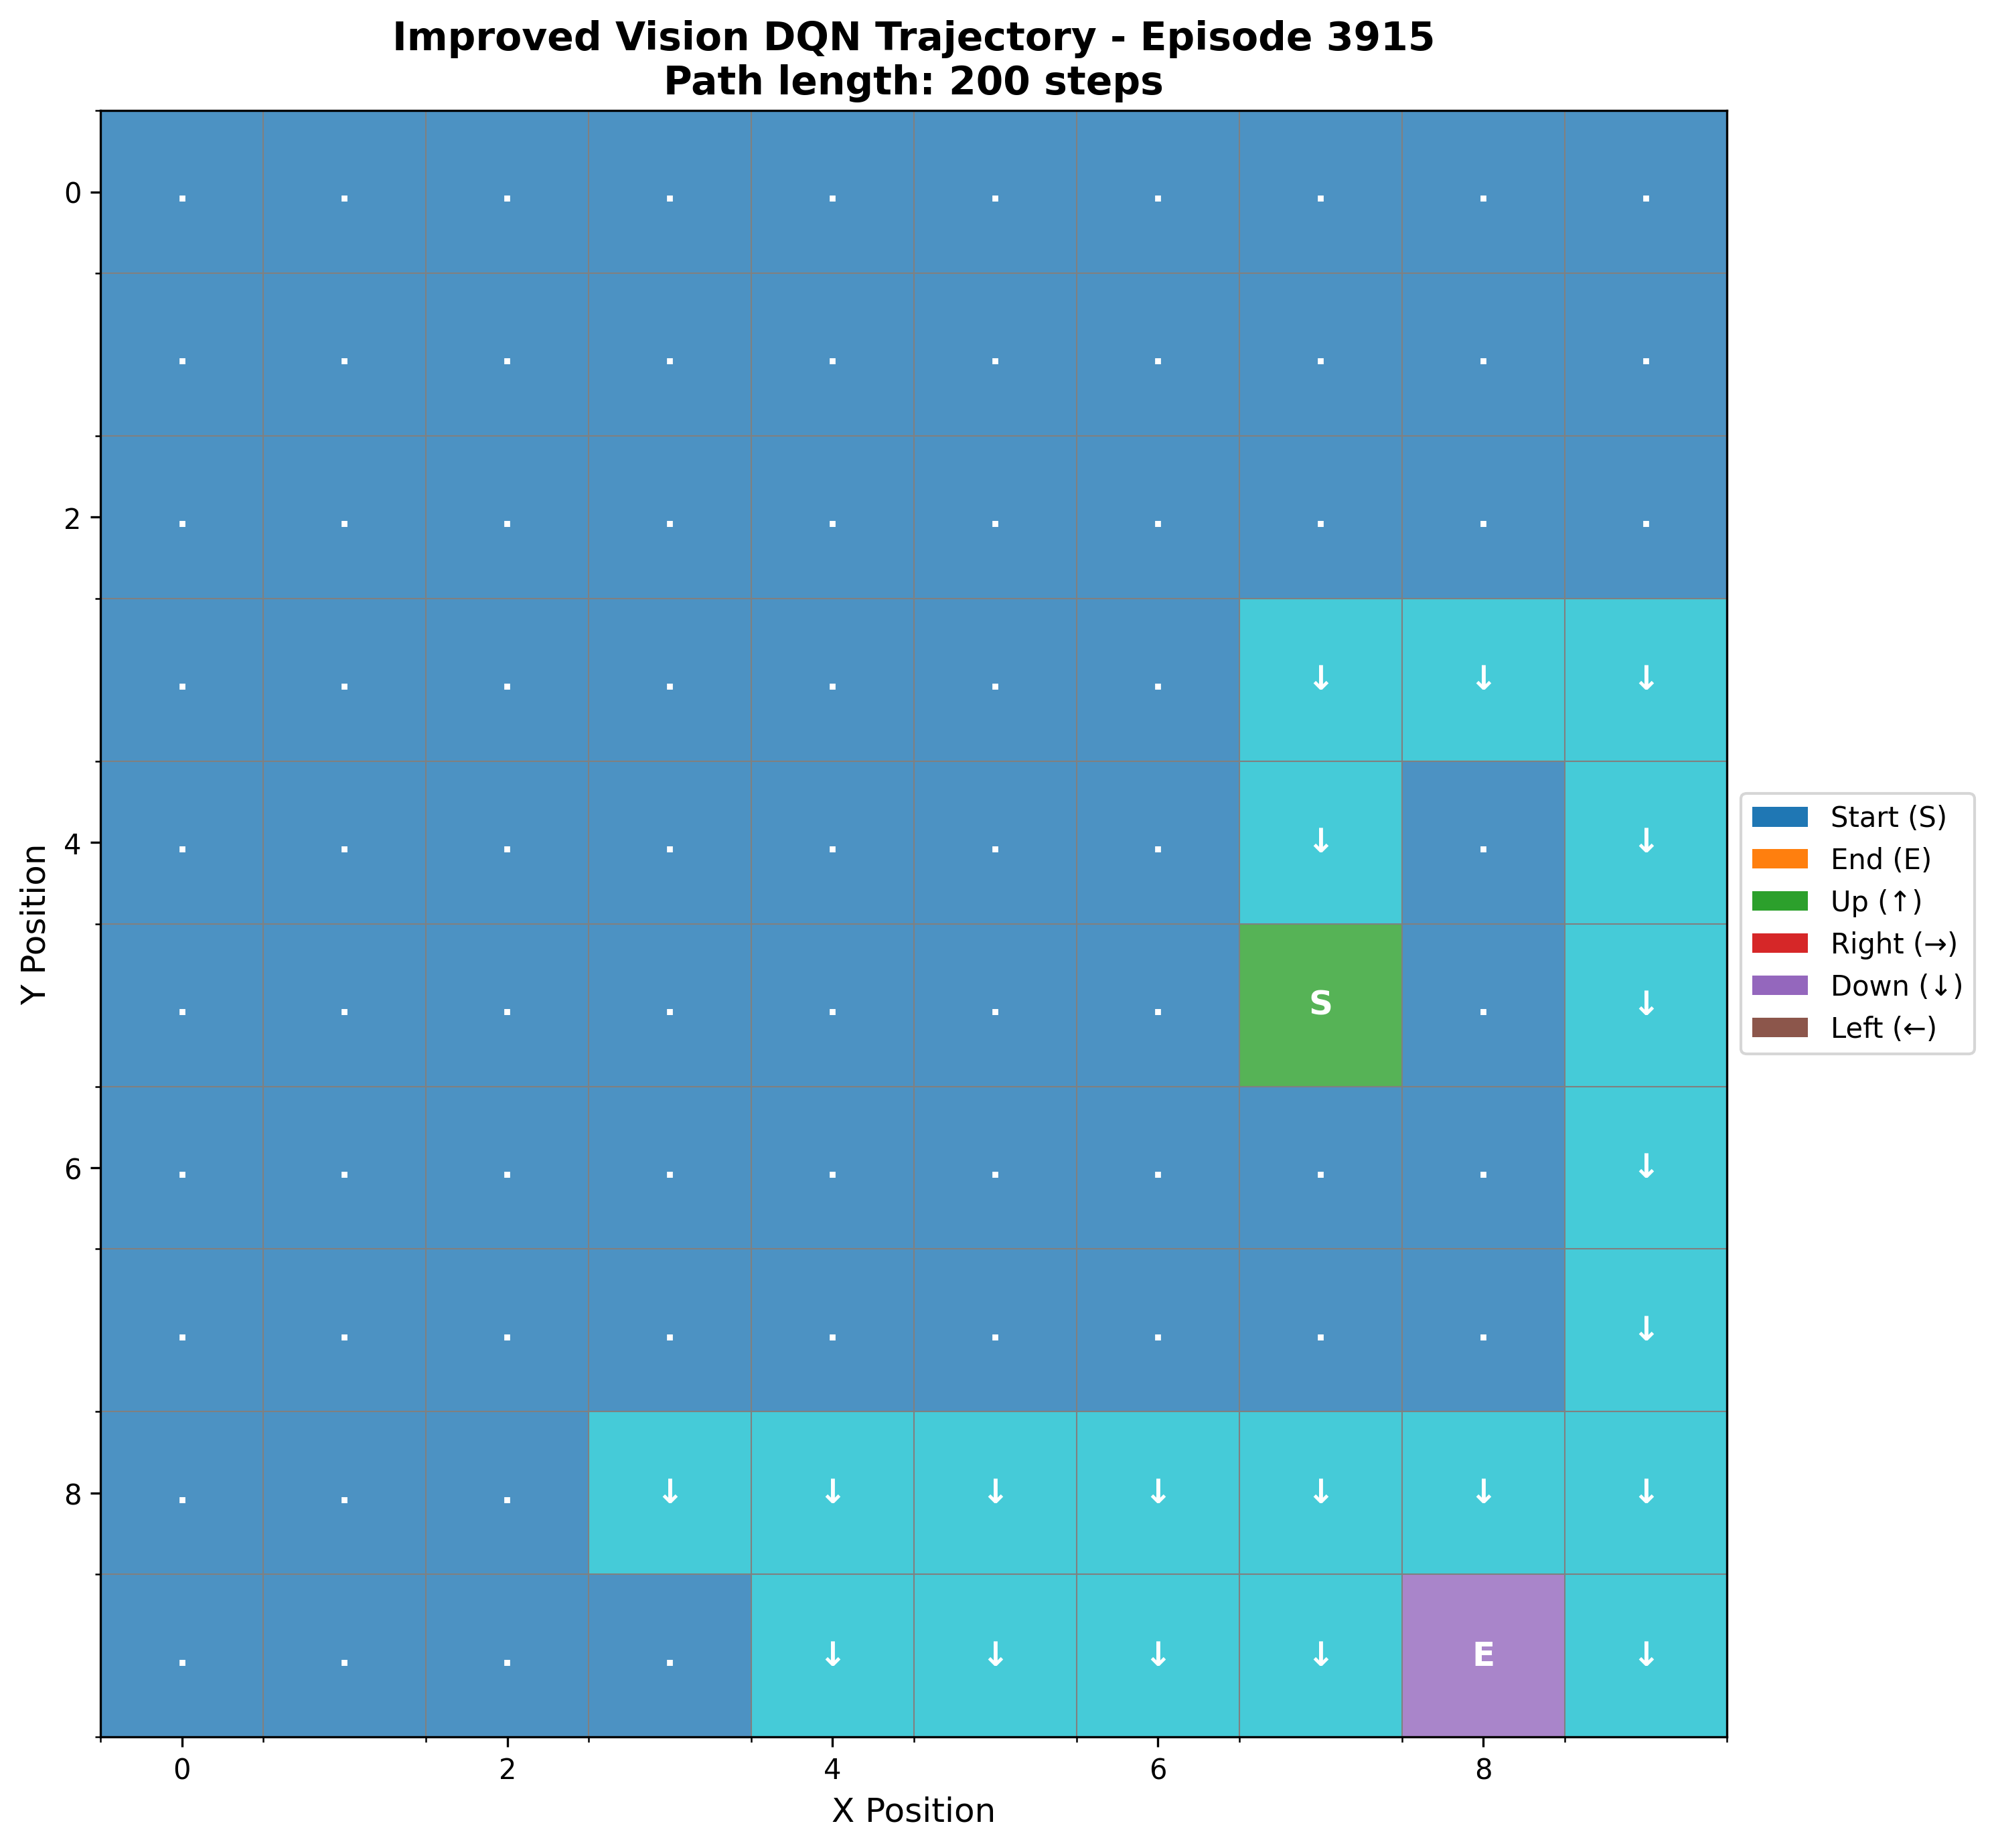 Improved Vision DQN Trajectory - Episode 3915
Path length: 200 steps
0 . . . . . . . . . .
. . . . . . . . . .
2 . . . . . . . . . .
. . . . . . . ↓ ↓ ↓
4 . . . . . . . ↓ . ↓
. . . . . . . S . ↓
6 . . . . . . . . . ↓
. . . . . . . . . ↓
8 . . . ↓ ↓ ↓ ↓ ↓ ↓ ↓
. . . . ↓ ↓ ↓ ↓ E ↓
0 2 4 6 8
X Position
Y Position
Start (S)
End (E)
Up (↑)
Right (→)
Down (↓)
Left (←)